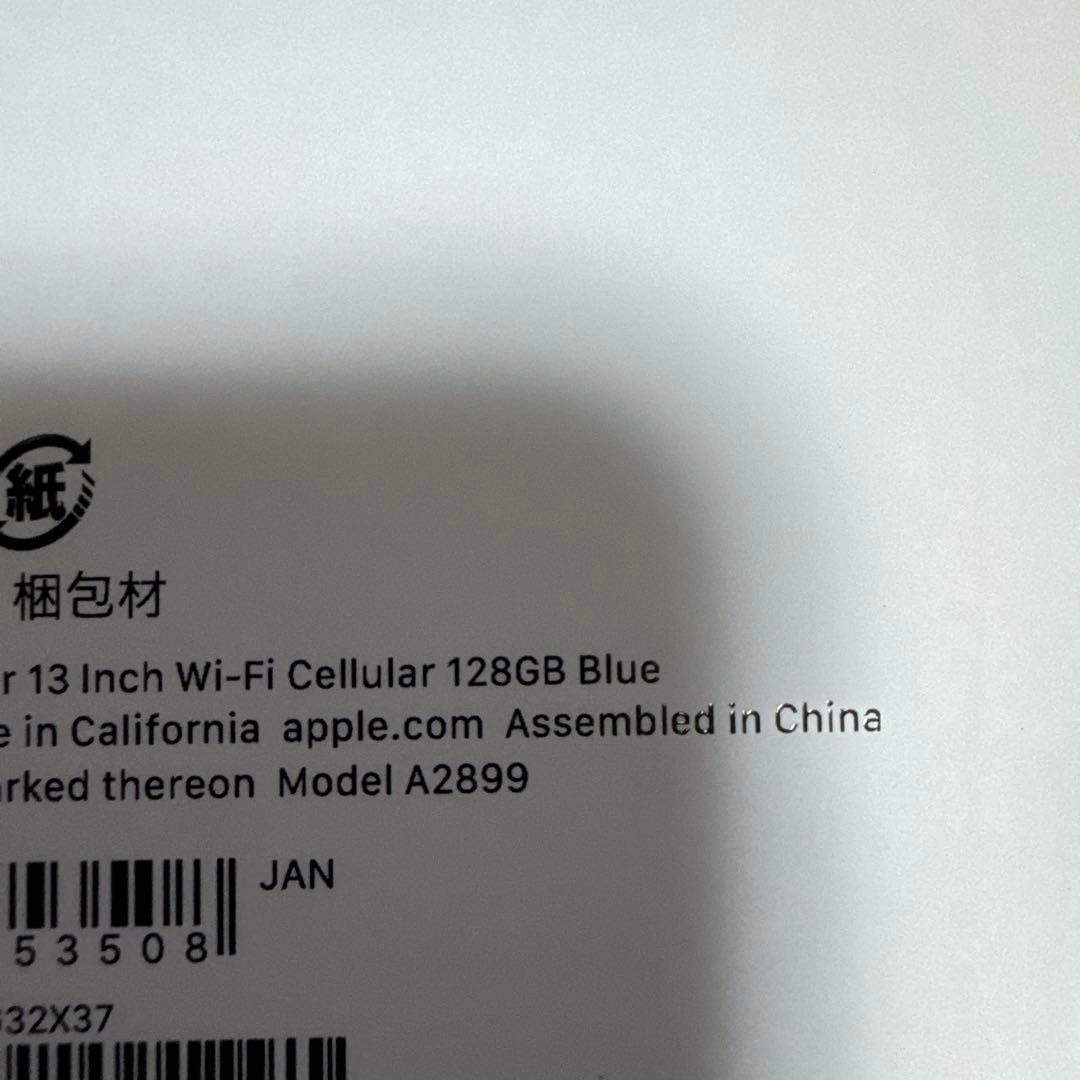 紙
梱包材
r 13 Inch Wi-Fi Cellular 128GB Blue
e in California apple.com Assembled in China
arked thereon Model A2899
JAN
53508
32X37